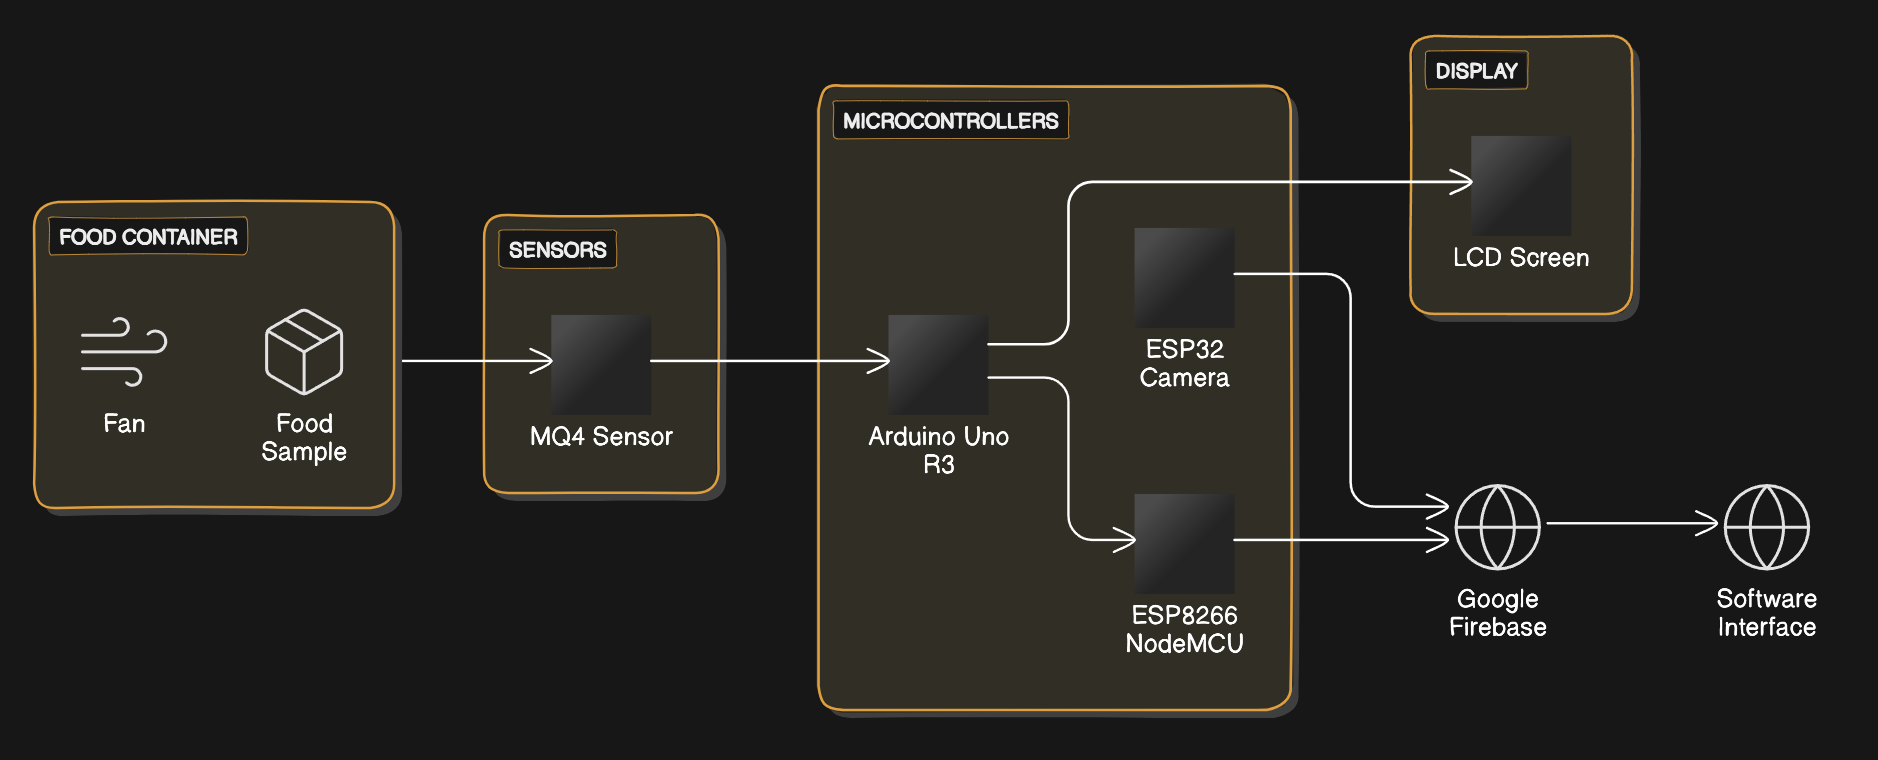 FOOD CONTAINER
Fan
Food
Sample
SENSORS
MQ4 Sensor
MICROCONTROLLERS
Arduino Uno
R3
ESP32
Camera
ESP8266
NodeMCU
DISPLAY
LCD Screen
Google
Firebase
Software
Interface